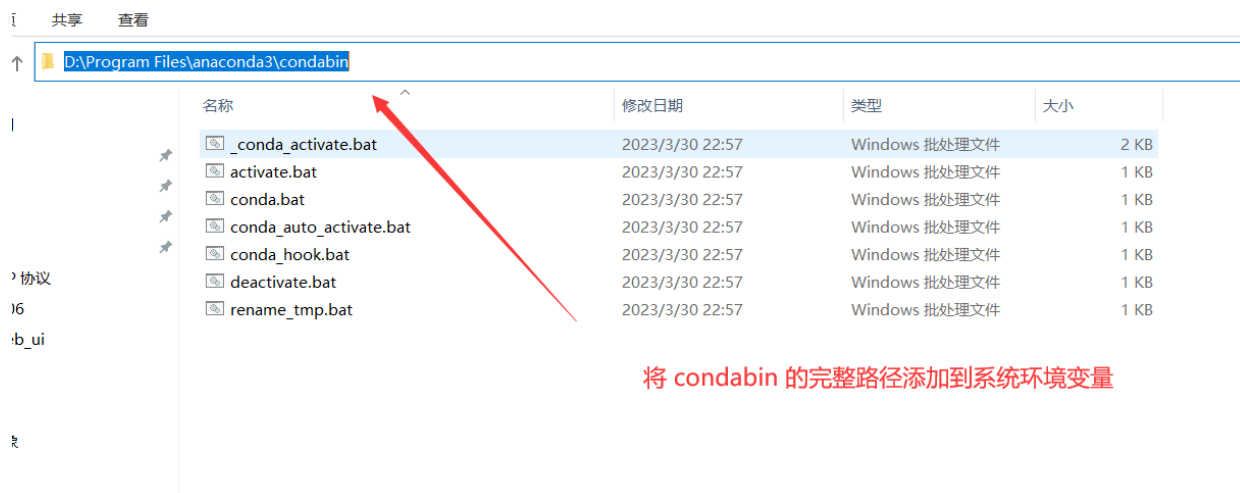 共享 查看
D:\Program Files\anaconda3\condabin
名称 修改日期 类型 大小
_conda_activate.bat 2023/3/30 22:57 Windows 批处理文件 2 KB
activate.bat 2023/3/30 22:57 Windows 批处理文件 1 KB
conda.bat 2023/3/30 22:57 Windows 批处理文件 1 KB
conda_auto_activate.bat 2023/3/30 22:57 Windows 批处理文件 1 KB
conda_hook.bat 2023/3/30 22:57 Windows 批处理文件 1 KB
协议
deactivate.bat 2023/3/30 22:57 Windows 批处理文件 1 KB
rename_tmp.bat 2023/3/30 22:57 Windows 批处理文件 1 KB
b_ui
将 condabin 的完整路径添加到系统环境变量